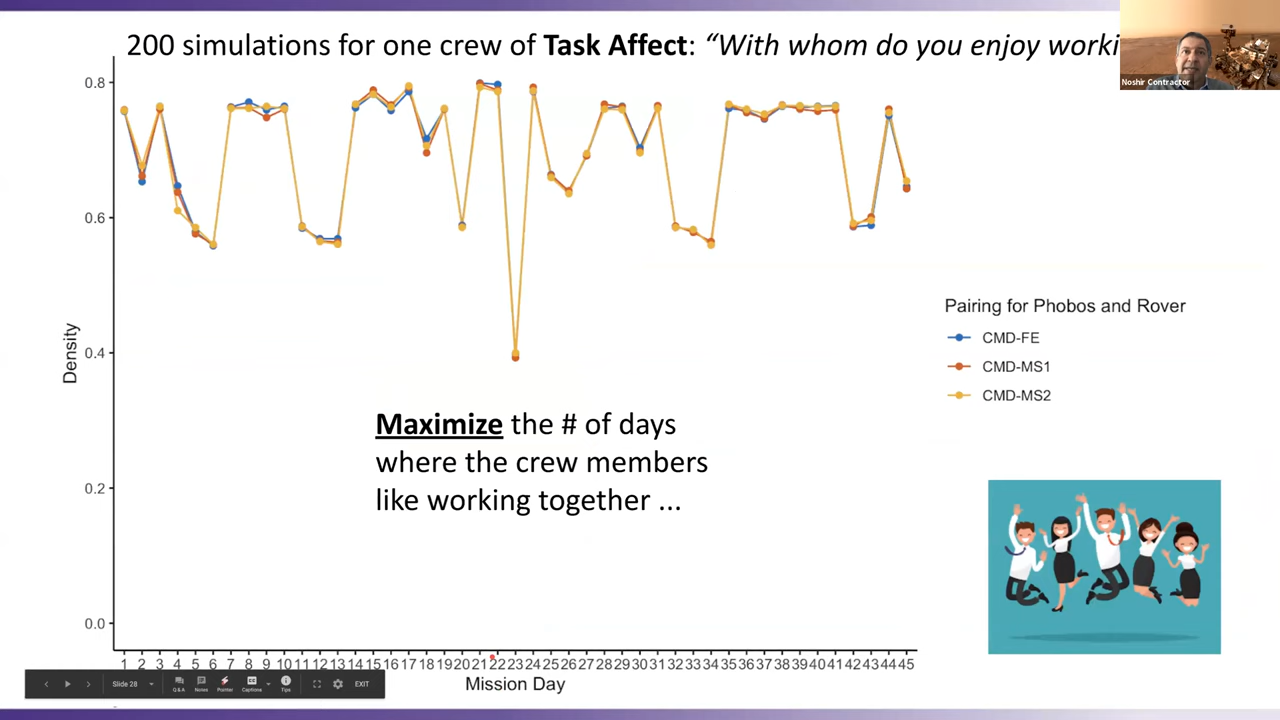 200 simulations for one crew of Task Affect: “With whom do you enjoy worki
Noshir Contractor
0.8
0.6
0.4
0.2
0.0
Density
Pairing for Phobos and Rover
CMD-FE
CMD-MS1
CMD-MS2
Maximize the # of days
where the crew members
like working together ...
1 2 3 4 5 6 7 8 9 10 11 12 13 14 15 16 17 18 19 20 21 22 23 24 25 26 27 28 29 30 31 32 33 34 35 36 37 38 39 40 41 42 43 44 45
Mission Day
Slide 28
Q&A Notes Pointer Captions Tips EXIT